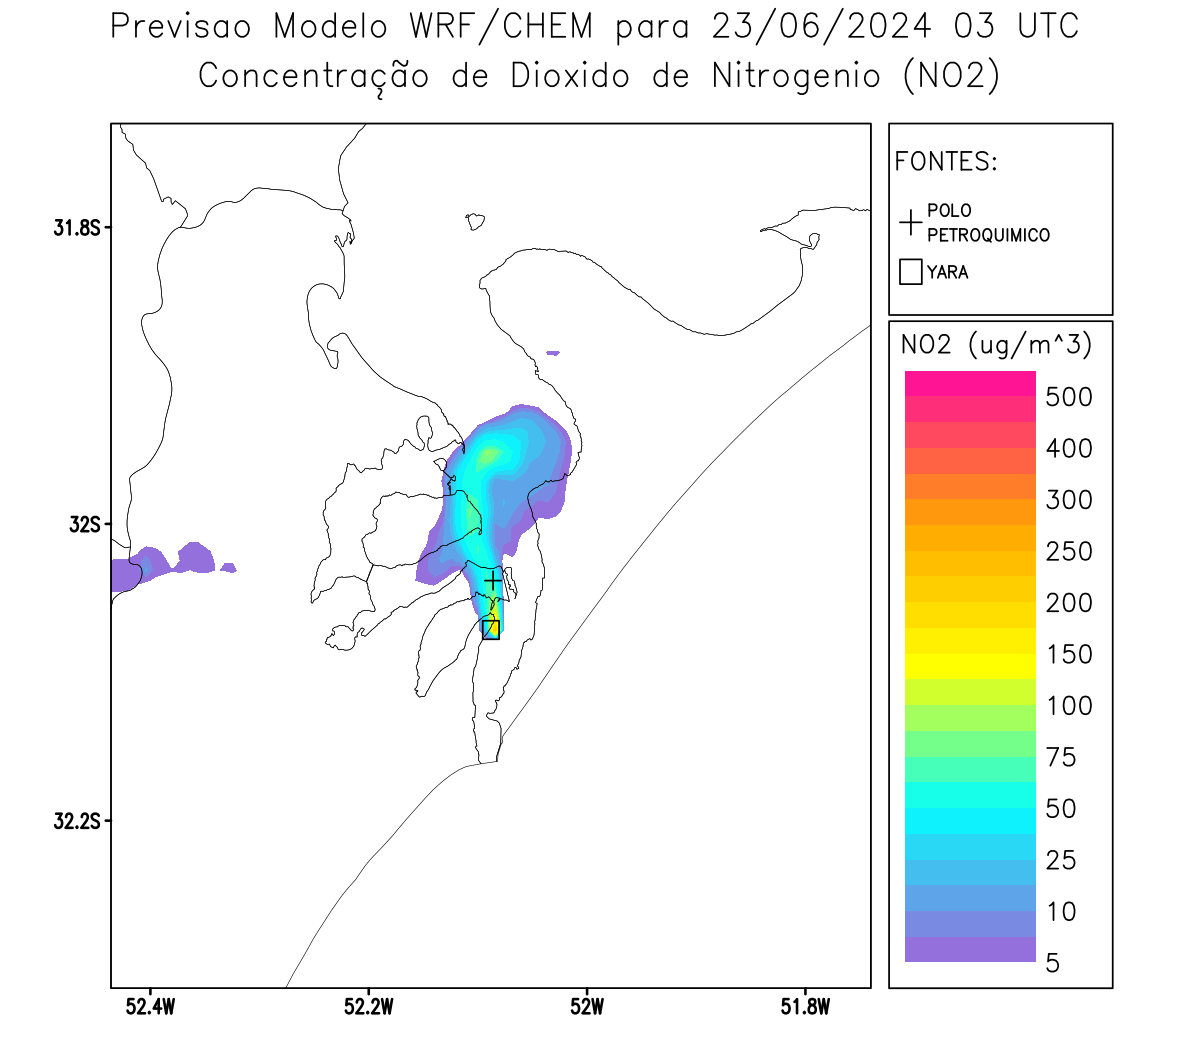 Previsao Modelo WRF/CHEM para 23/06/2024 03 UTC
Concentração de Dioxido de Nitrogenio (NO2)
FONTES:
POLO
PETROQUIMICO
YARA
NO2 (ug/m^3)
500
400
300
250
200
150
100
75
50
25
10
5
31.8S
32S
32.2S
52.4W
52.2W
52W
51.8W